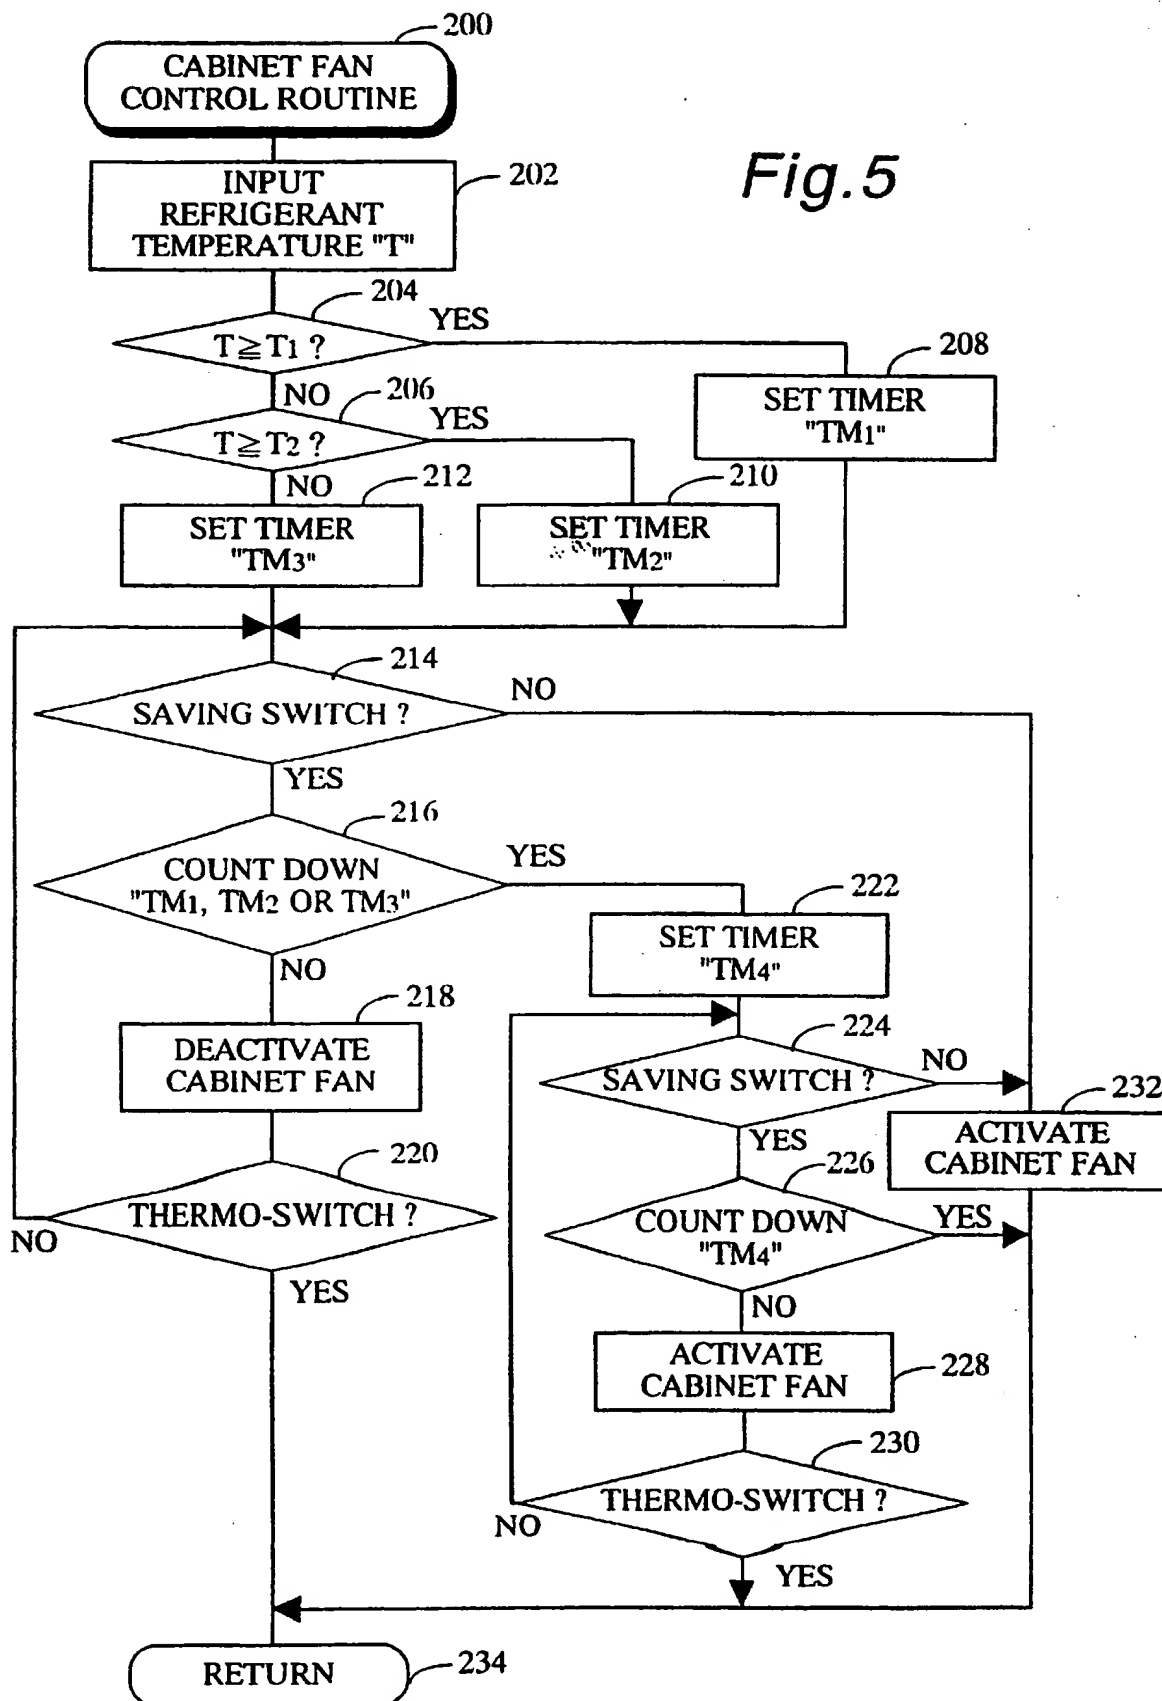 200
CABINET FAN
CONTROL ROUTINE
Fig.5
202
INPUT
REFRIGERANT
TEMPERATURE "T"
204
YES
T≧T1 ?
208
NO
206
SET TIMER
"TM1"
YES
T≧T2 ?
NO
212
210
SET TIMER
"TM3"
SET TIMER
"TM2"
214
NO
SAVING SWITCH ?
YES
216
YES
COUNT DOWN
"TM1, TM2 OR TM3"
222
SET TIMER
"TM4"
NO
218
DEACTIVATE
CABINET FAN
224
NO
SAVING SWITCH ?
232
YES
ACTIVATE
CABINET FAN
220
226
THERMO-SWITCH ?
COUNT DOWN
"TM4"
YES
NO
YES
NO
ACTIVATE
CABINET FAN
228
230
THERMO-SWITCH ?
NO
YES
RETURN
234